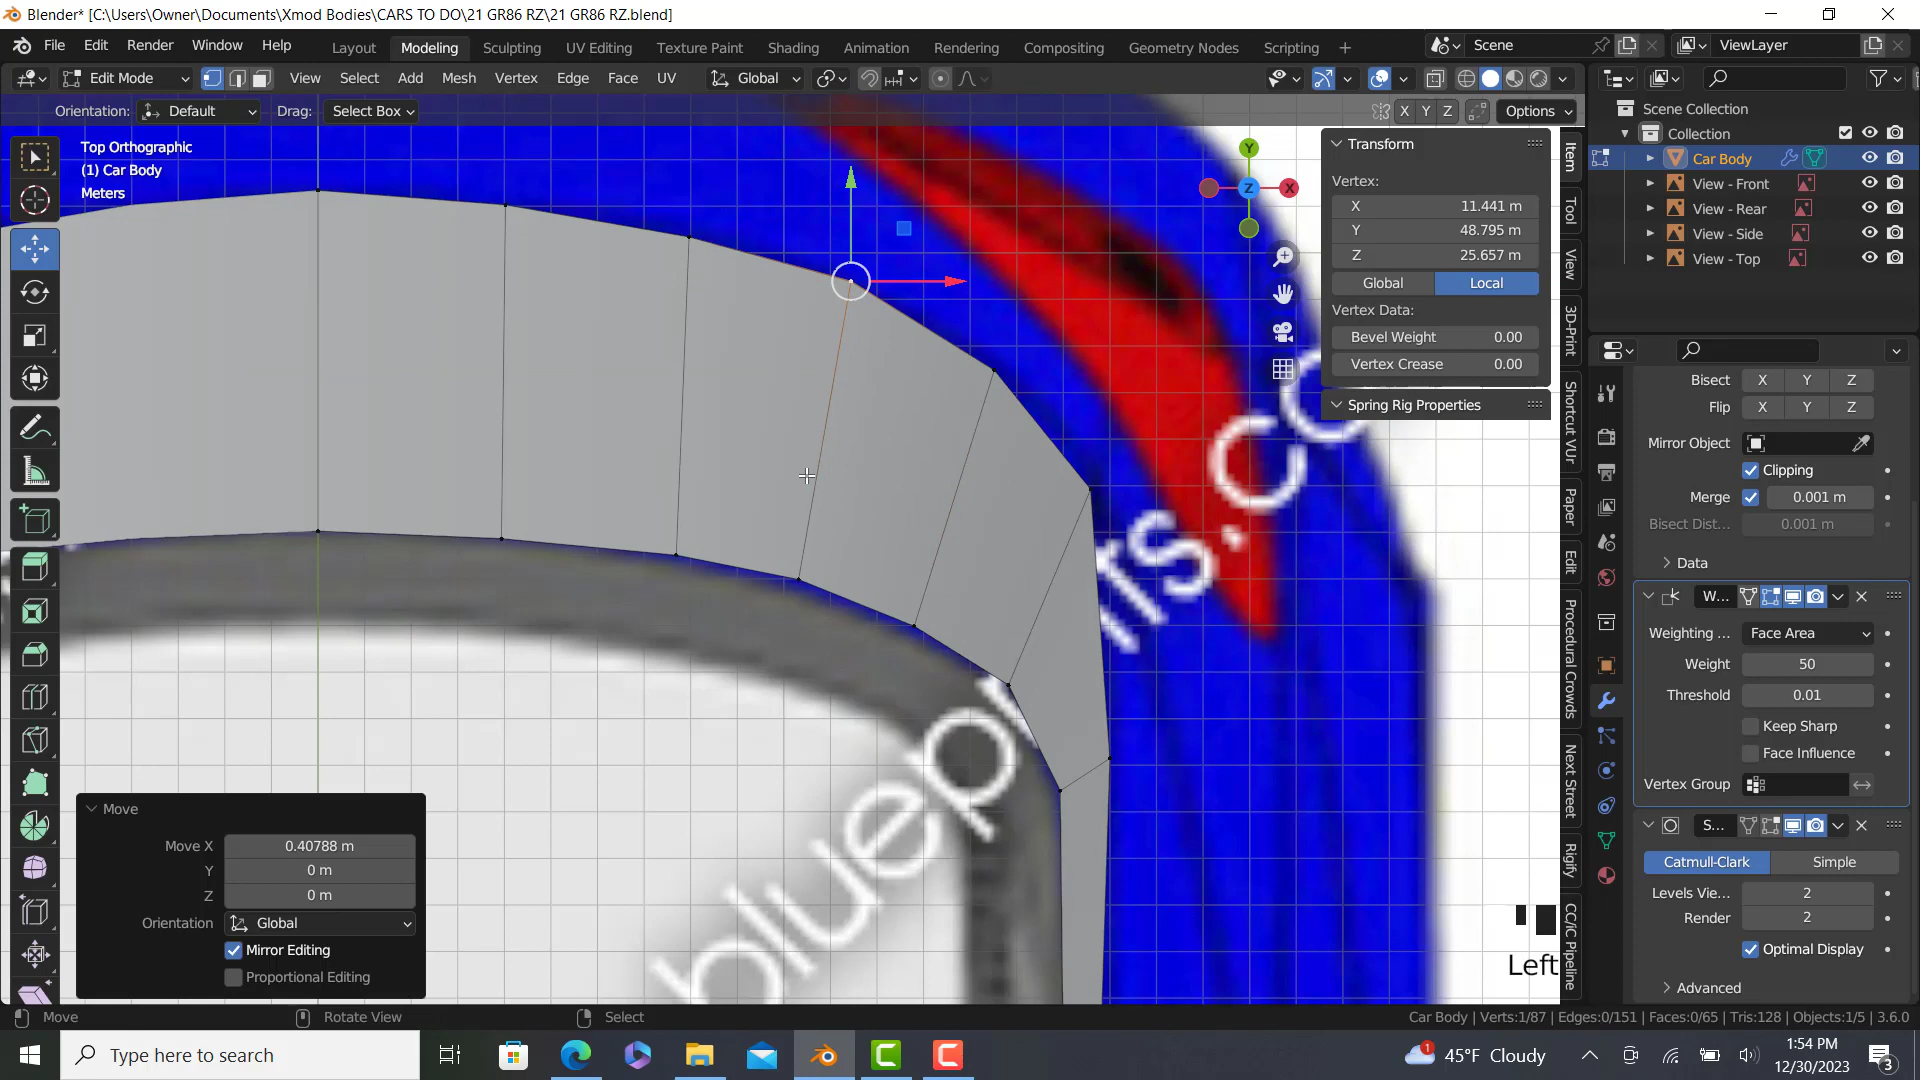 Blender* [C:\Users\Owner\Documents\Xmod Bodies\CARS TO DO\21 GR86 RZ\21 GR86 RZ.blend]
File Edit Render Window Help Layout Modeling Sculpting UV Editing Texture Paint Shading Animation Rendering Compositing Geometry Nodes Scripting + Scene ViewLayer
Edit Mode View Select Add Mesh Vertex Edge Face UV Global
Orientation: Default Drag: Select Box X Y Z Options
Scene Collection
Collection
Car Body
View - Front
View - Rear
View - Side
View - Top
Top Orthographic
(1) Car Body
Meters
Y
Z
X
Transform
Vertex:
X 11.441 m
Y 48.795 m
Z 25.657 m
Global Local
Vertex Data:
Bevel Weight 0.00
Vertex Crease 0.00
Spring Rig Properties
Item
Tool
View
3D-Print
Shortcut VUr
Paper
Edit
Procedural Crowds
Next Street
Rigify
CC/iC Pipeline
Bisect X Y Z
Flip X Y Z
Mirror Object
Clipping
Merge 0.001 m
Bisect Dist... 0.001 m
Data
W...
Weighting ... Face Area
Weight 50
Threshold 0.01
Keep Sharp
Face Influence
Vertex Group
S...
Catmull-Clark Simple
Levels Vie... 2
Render 2
Optimal Display
Advanced
Move
Move X 0.40788 m
Y 0 m
Z 0 m
Orientation Global
Mirror Editing
Proportional Editing
Left
Move Rotate View Select Car Body | Verts:1/87 | Edges:0/151 | Faces:0/65 | Tris:128 | Objects:1/5 | 3.6.0
Type here to search
1
45°F Cloudy
1:54 PM
12/30/2023
3